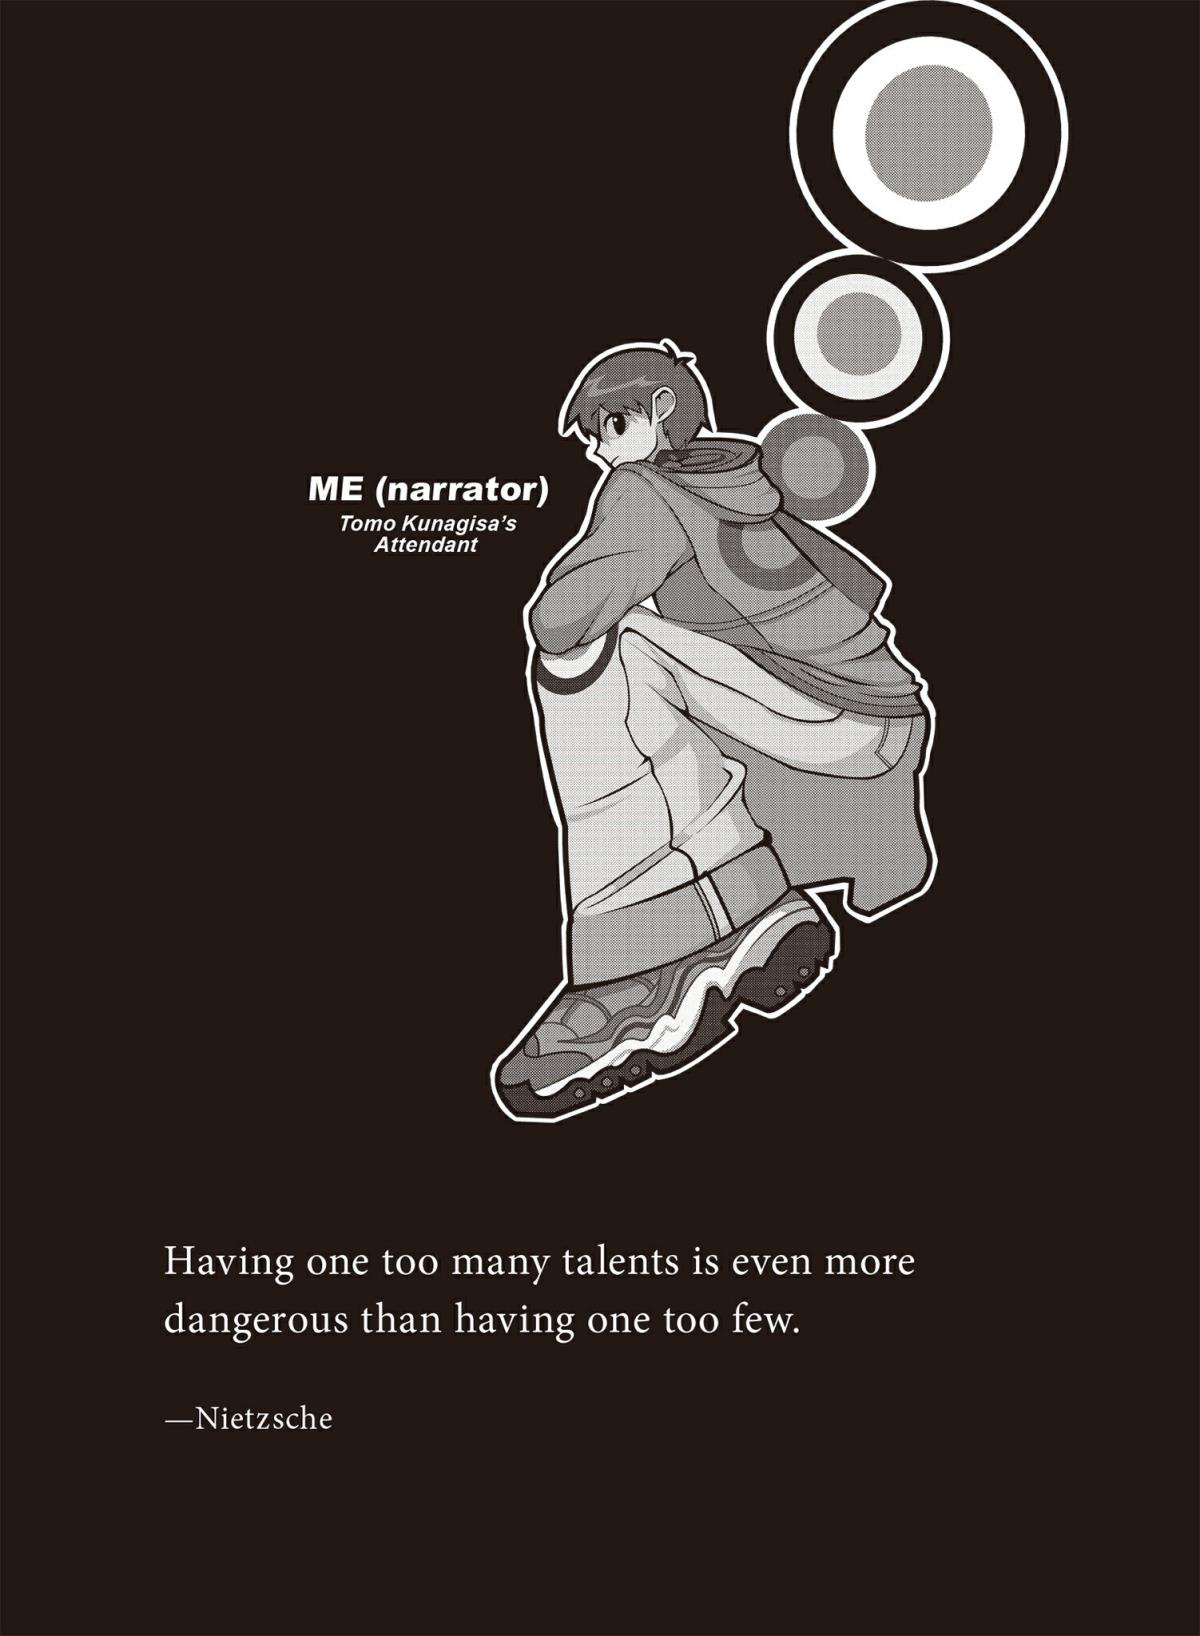 ME (narrator)
Tomo Kunagisa’s
Attendant
Having one too many talents is even more
dangerous than having one too few.
—Nietzsche